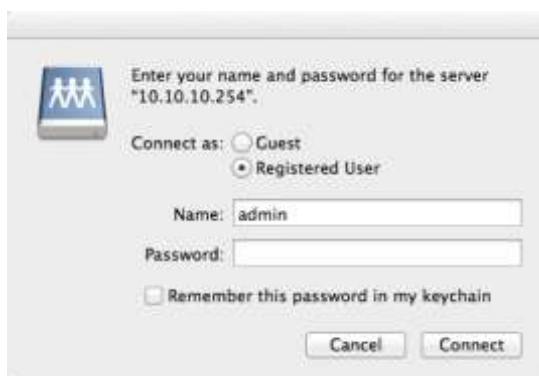 Enter your name and password for the server
"10.10.10.254".
Connect as: Guest
Registered User
Name: admin
Password:
Remember this password in my keychain
Cancel Connect